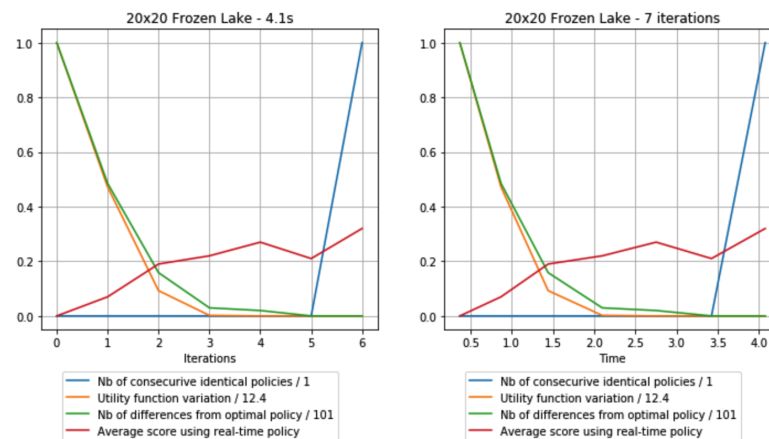 20x20 Frozen Lake - 4.1s
1.0
0.8
0.6
0.4
0.2
0.0
0 1 2 3 4 5 6
Iterations
Nb of consecurive identical policies / 1
Utility function variation / 12.4
Nb of differences from optimal policy / 101
Average score using real-time policy
20x20 Frozen Lake - 7 iterations
1.0
0.8
0.6
0.4
0.2
0.0
0.5 1.0 1.5 2.0 2.5 3.0 3.5 4.0
Time
Nb of consecurive identical policies / 1
Utility function variation / 12.4
Nb of differences from optimal policy / 101
Average score using real-time policy